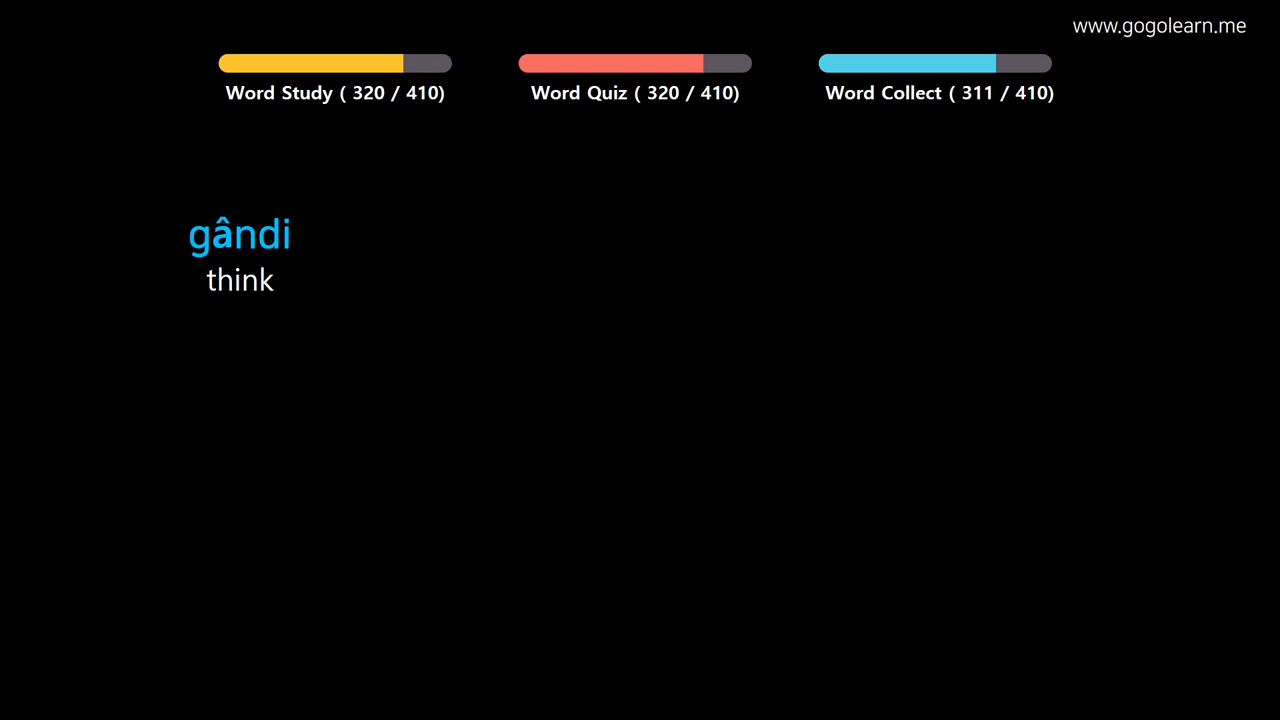 www.gogolearn.me
Word Study ( 320 / 410)
Word Quiz ( 320 / 410)
Word Collect ( 311 / 410)
gândi
think